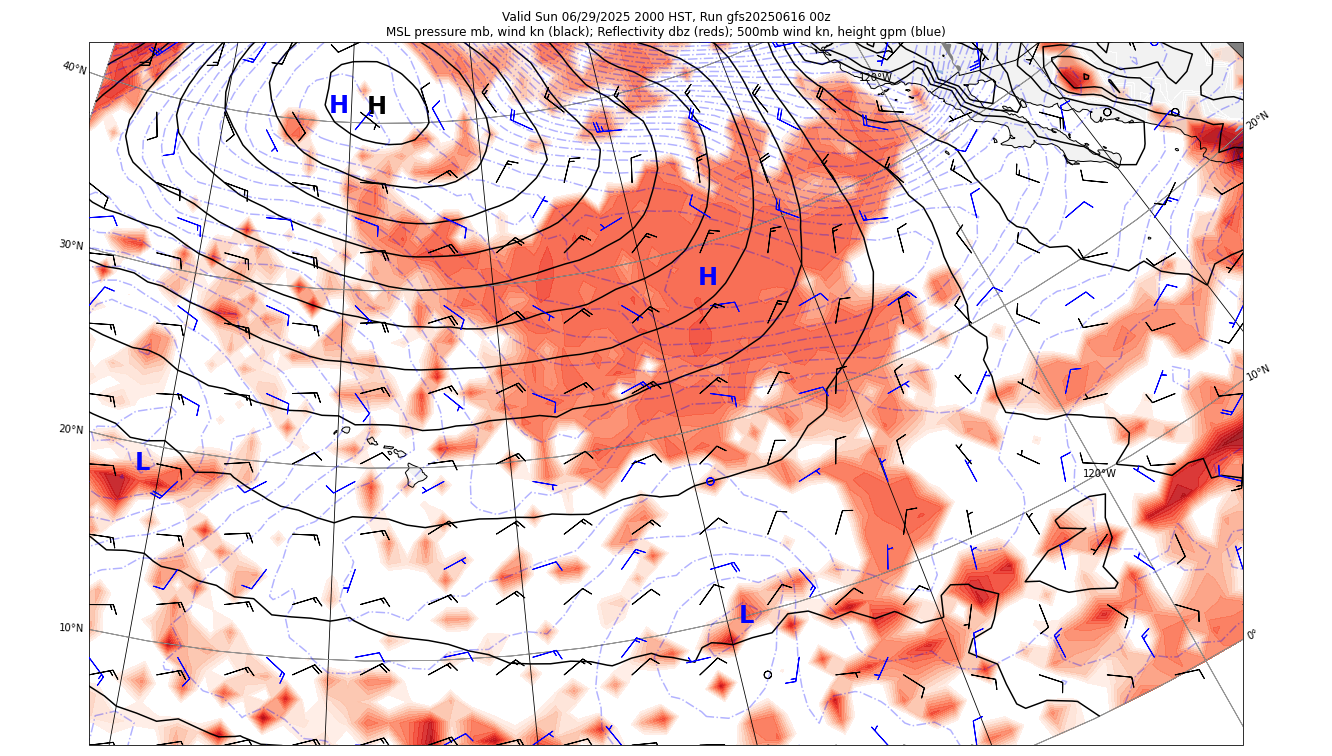 Valid Sun 06/29/2025 2000 HST, Run gfs20250616 00z
MSL pressure mb, wind kn (black); Reflectivity dbz (reds); 500mb wind kn, height gpm (blue)
40°N
120°W
20°N
H H
30°N
H
10°N
20°N
L
120°W
L
10°N
0°